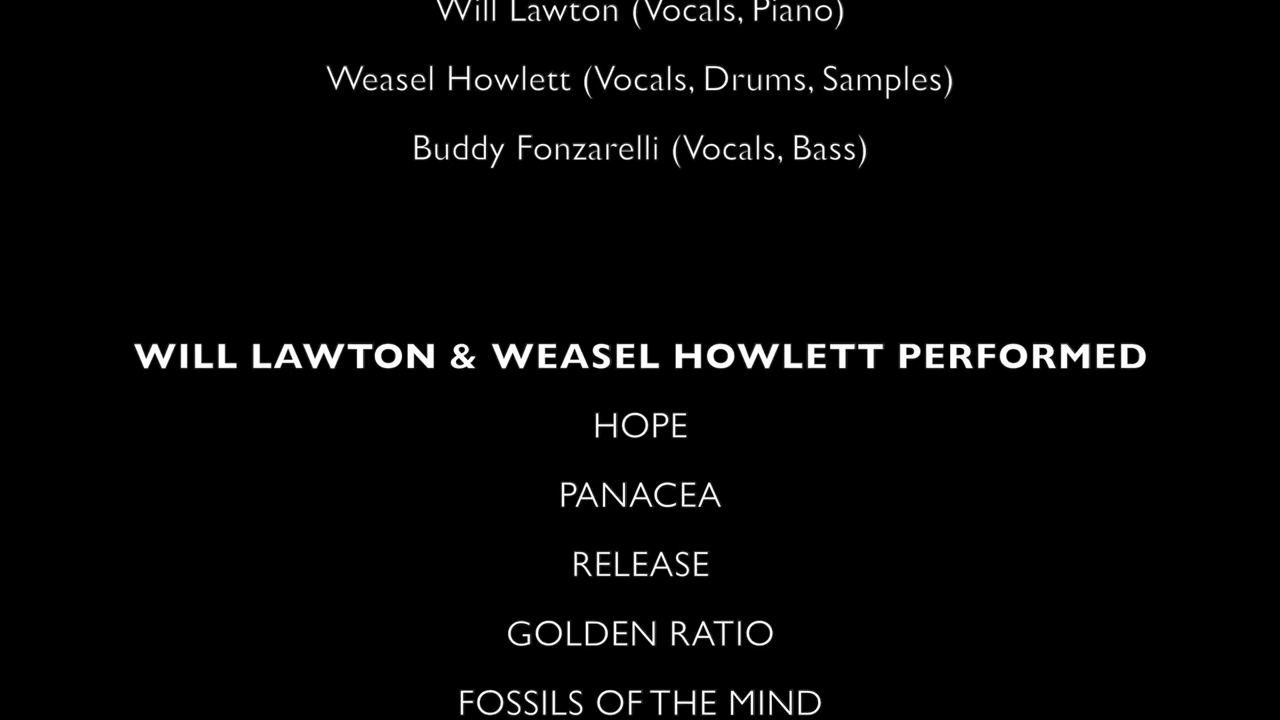 Will Lawton (Vocals, Piano)
Weasel Howlett (Vocals, Drums, Samples)
Buddy Fonzarelli (Vocals, Bass)
WILL LAWTON & WEASEL HOWLETT PERFORMED
HOPE
PANACEA
RELEASE
GOLDEN RATIO
FOSSILS OF THE MIND